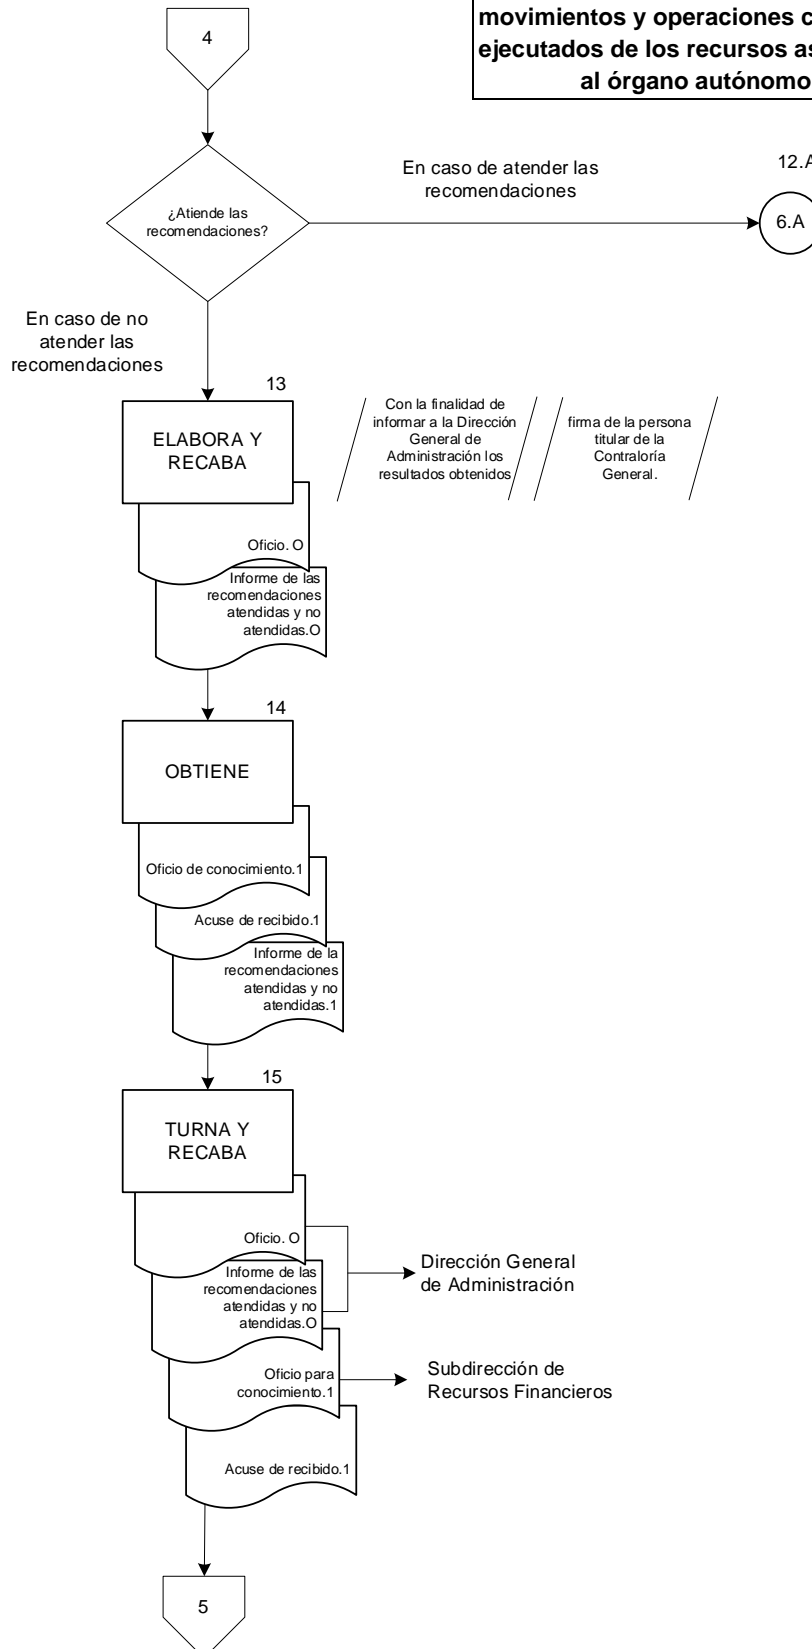 movimientos y operaciones c
ejecutados de los recursos as
al órgano autónomo
4
¿Atiende las
recomendaciones?
En caso de atender las
recomendaciones
12.A
6.A
En caso de no
atender las
recomendaciones
13
ELABORA Y
RECABA
Con la finalidad de
informar a la Dirección
General de
Administración los
resultados obtenidos
firma de la persona
titular de la
Contraloría
General.
Oficio. O
Informe de las
recomendaciones
atendidas y no
atendidas.O
14
OBTIENE
Oficio de conocimiento.1
Acuse de recibido.1
Informe de la
recomendaciones
atendidas y no
atendidas.1
15
TURNA Y
RECABA
Oficio. O
Informe de las
recomendaciones
atendidas y no
atendidas.O
Dirección General
de Administración
Oficio para
conocimiento.1
Subdirección de
Recursos Financieros
Acuse de recibido.1
5